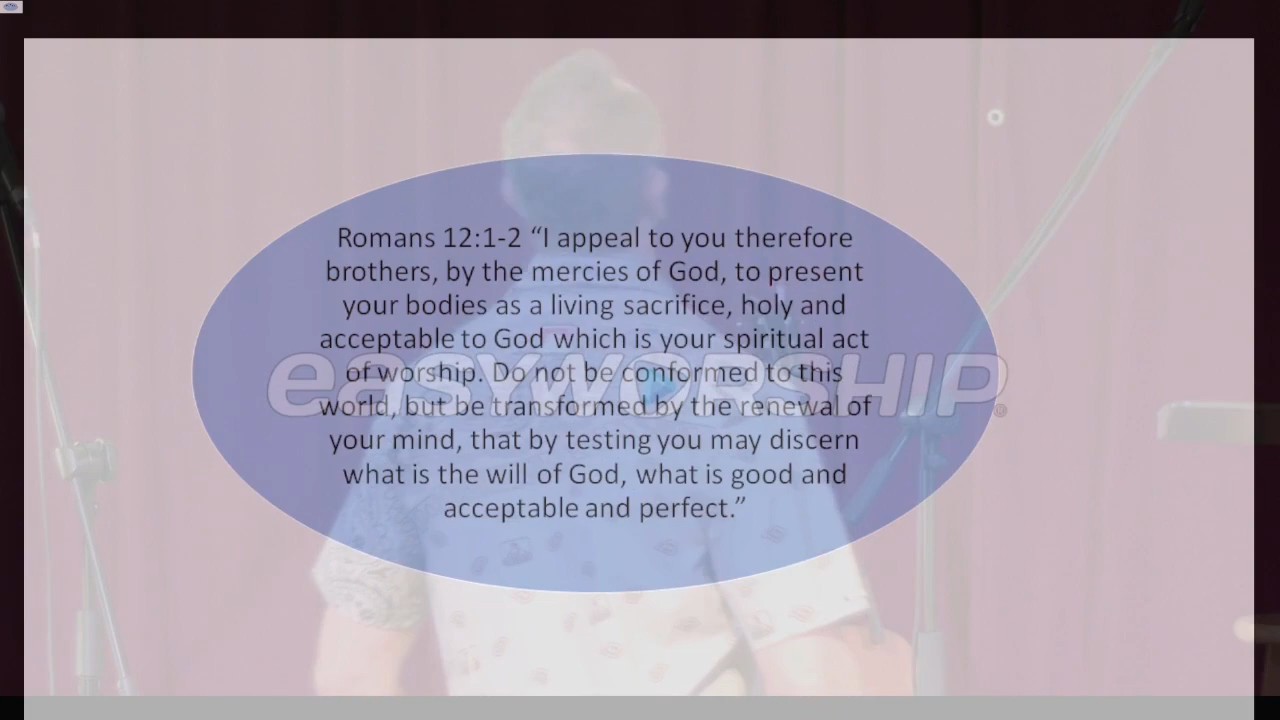 Romans 12:1-2 “I appeal to you therefore
brothers, by the mercies of God, to present
your bodies as a living sacrifice, holy and
acceptable to God which is your spiritual act
of worship. Do not be conformed to this
world, but be transformed by the renewal of
your mind, that by testing you may discern
what is the will of God, what is good and
acceptable and perfect.”
easyworship®